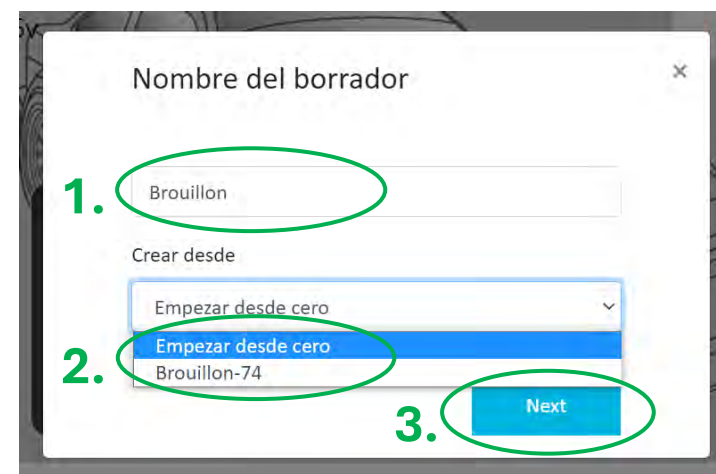 Nombre del borrador
×
1.
Brouillon
Crear desde
Empezar desde cero
2.
Empezar desde cero
Brouillon-74
3.
Next